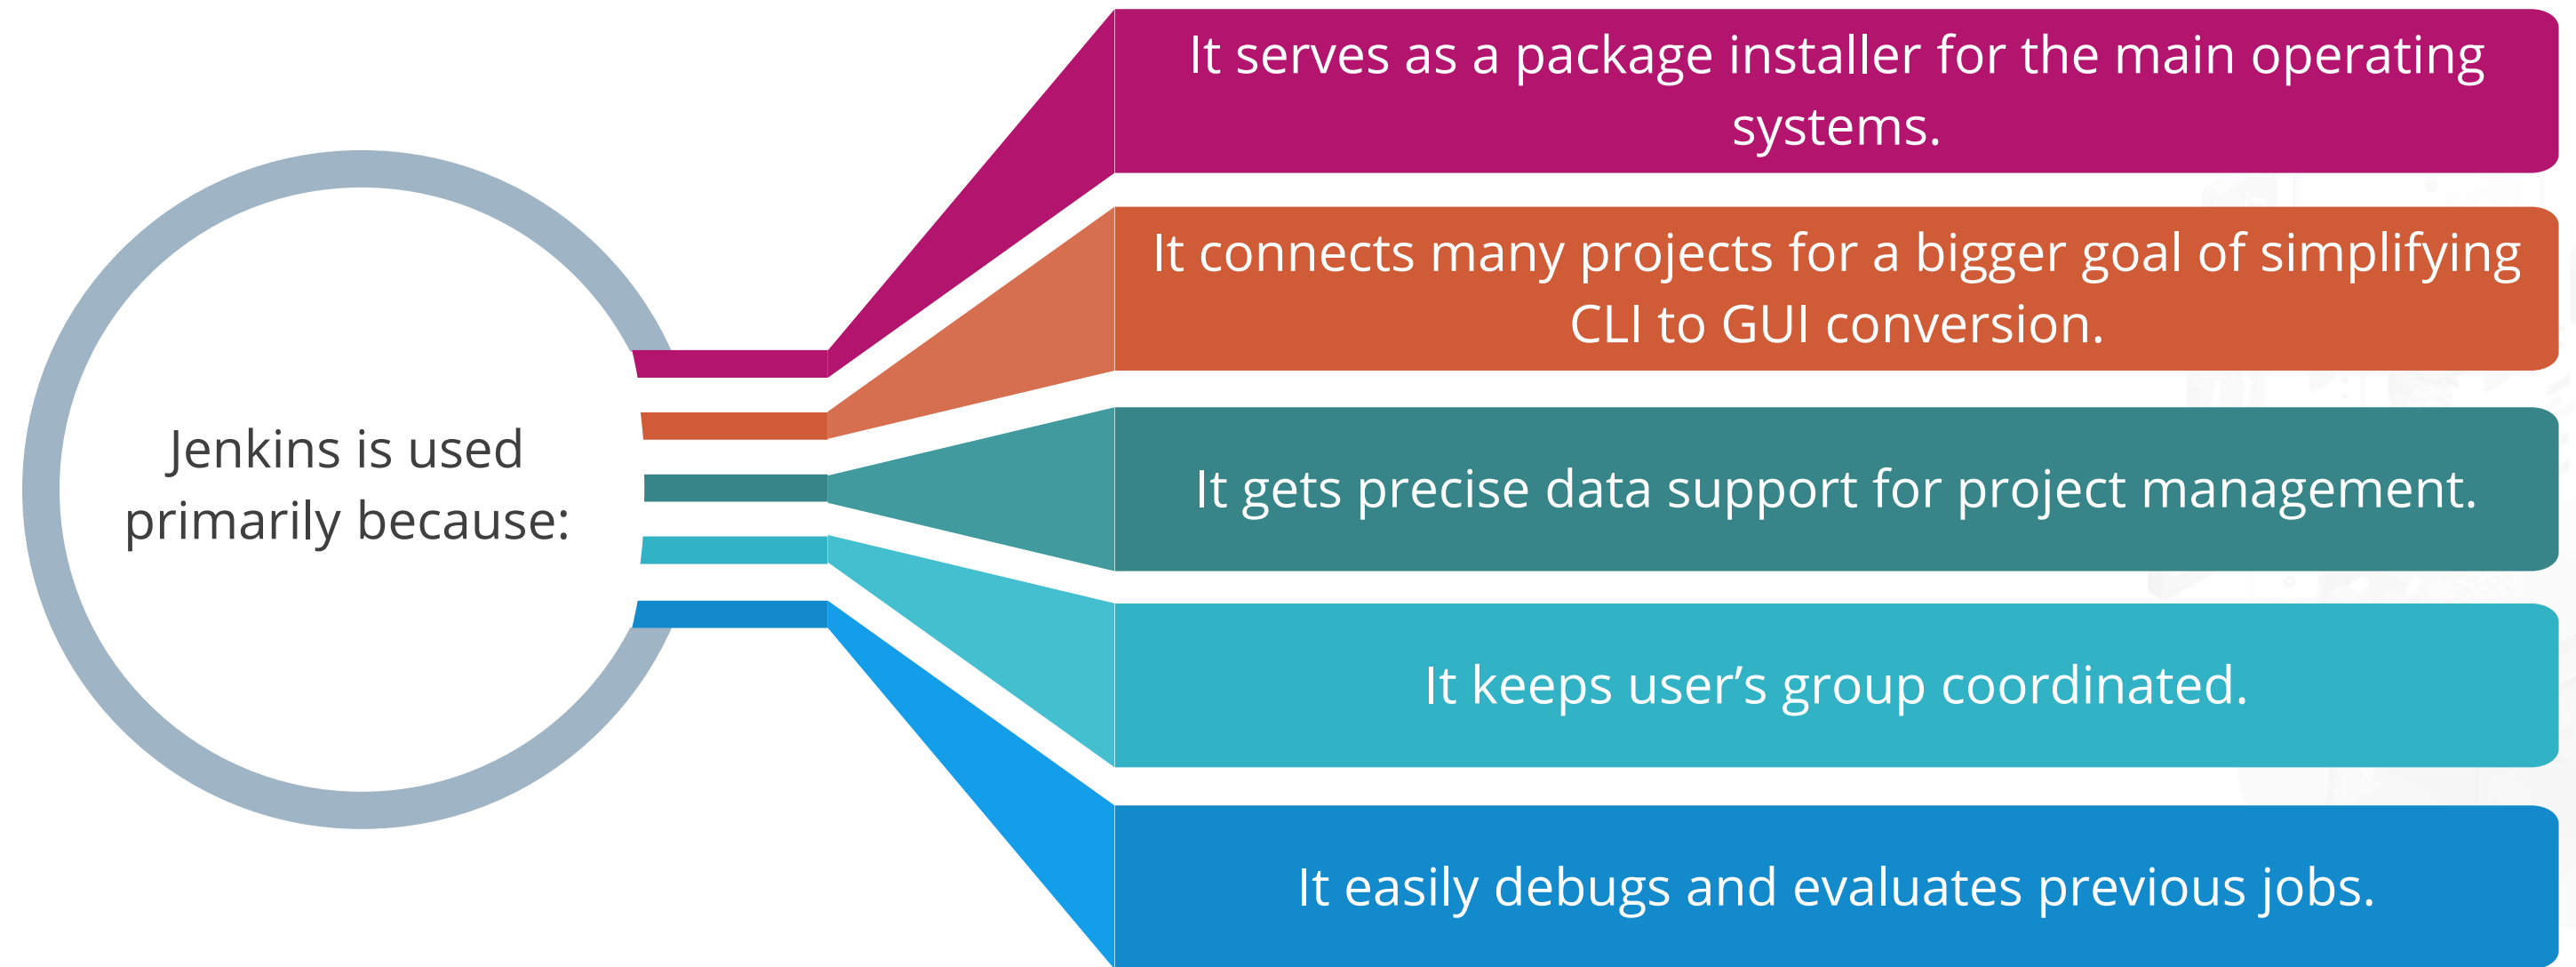 Jenkins is used
primarily because:
It serves as a package installer for the main operating
systems.
It connects many projects for a bigger goal of simplifying
CLI to GUI conversion.
It gets precise data support for project management.
It keeps user’s group coordinated.
It easily debugs and evaluates previous jobs.